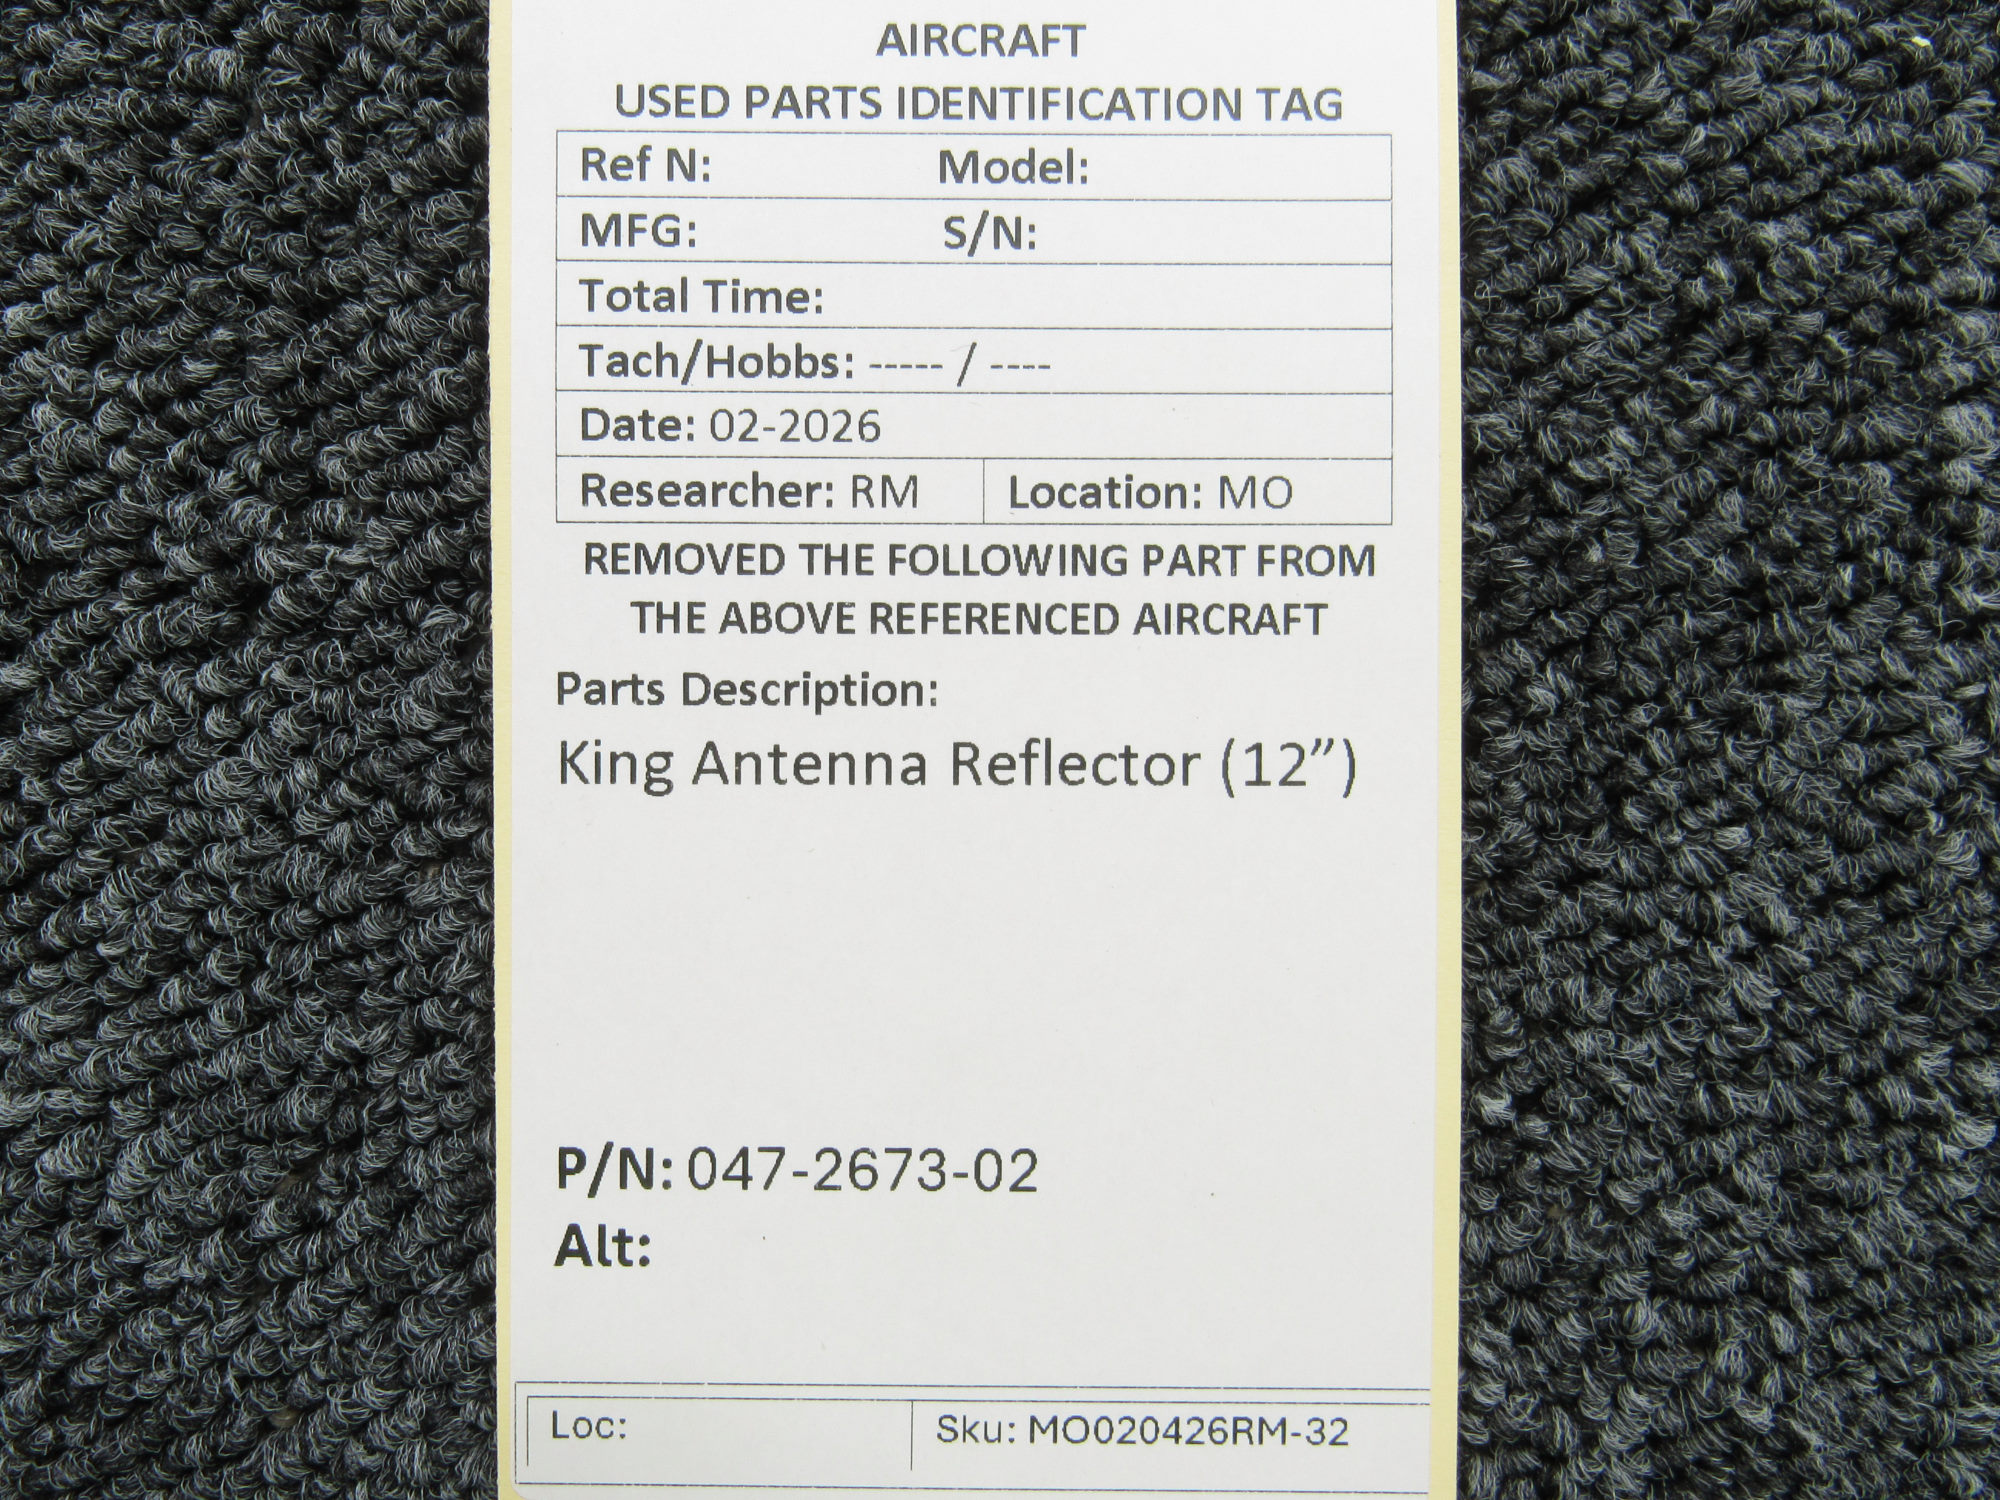 AIRCRAFT
USED PARTS IDENTIFICATION TAG
Ref N: Model:
MFG: S/N:
Total Time:
Tach/Hobbs: ----- / ----
Date: 02-2026
Researcher: RM Location: MO
REMOVED THE FOLLOWING PART FROM
THE ABOVE REFERENCED AIRCRAFT
Parts Description:
King Antenna Reflector (12”)
P/N: 047-2673-02
Alt:
Loc: Sku: MO020426RM-32